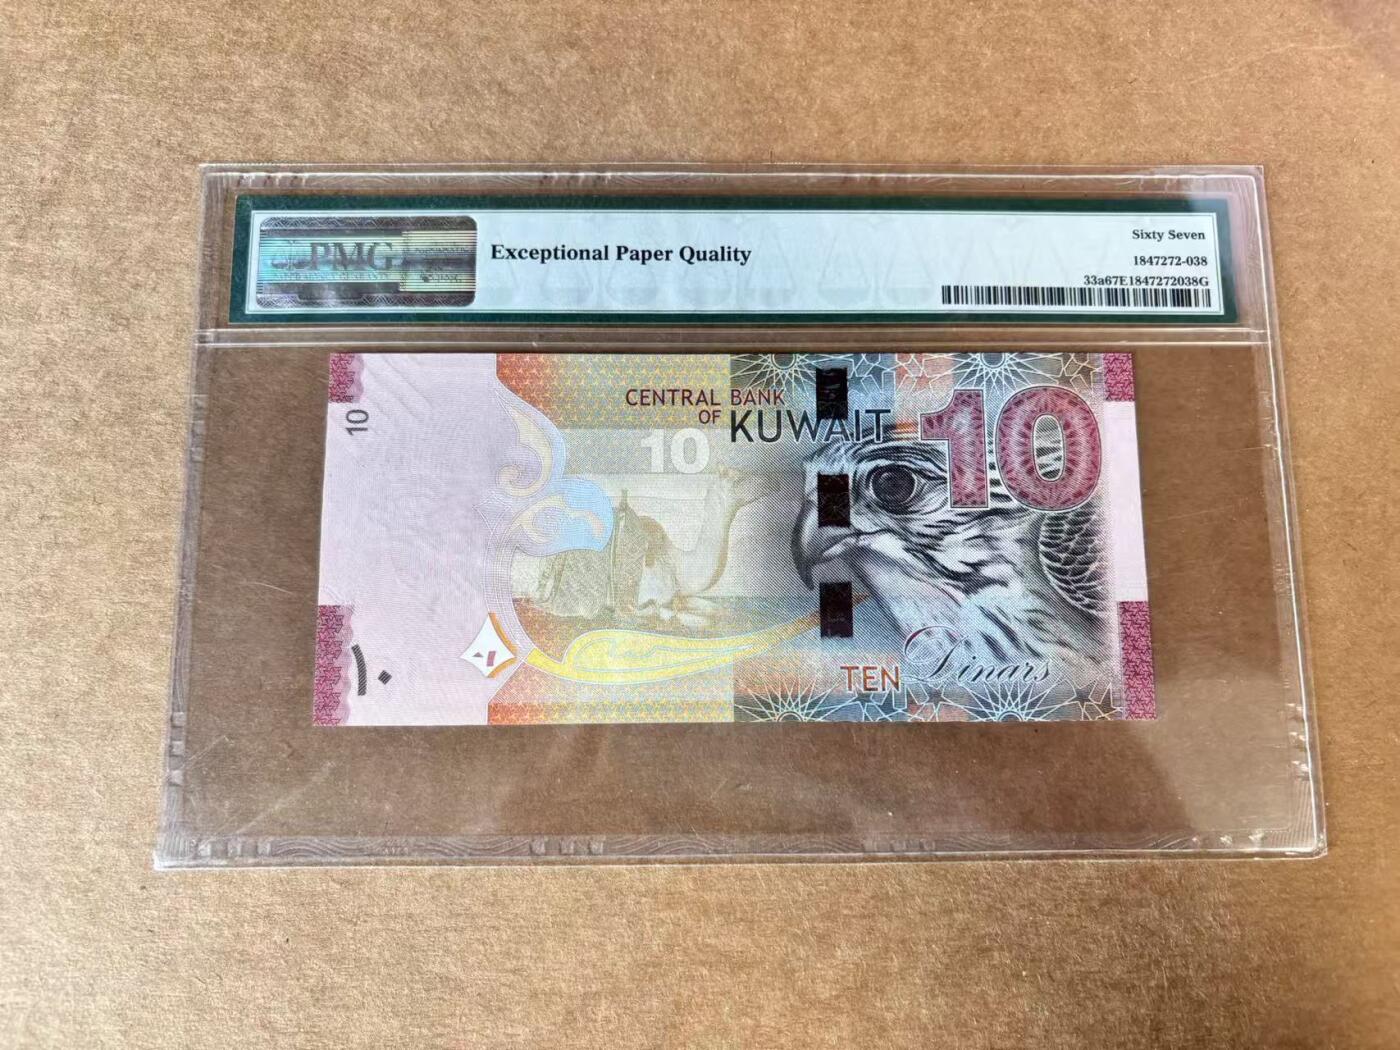 PMG
Exceptional Paper Quality
Sixty Seven
1847272-038
33a67E1847272038G
10
CENTRAL BANK
OF KUWAIT
10
10
TEN Dinars
١٠